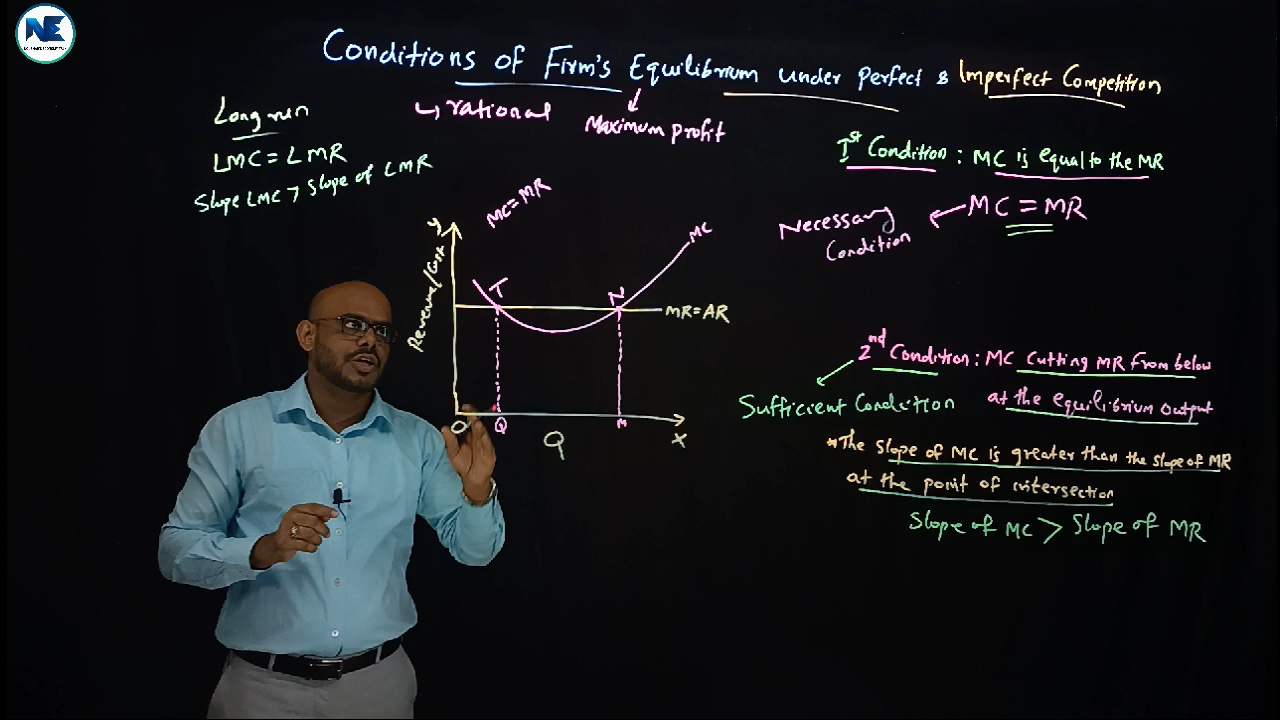 NE
Conditions of Firm's Equilibrium under perfect & Imperfect Competition
↳ rational
Maximum profit
Long run
LMC = LMR
Slope LMC > Slope of LMR
Ist Condition : MC is equal to the MR
MC = MR
Necessary
Condition
MC=MR
y
Revenue/Cost
MC
T
N
MR=AR
O
Q
M
X
Q
2nd Condition : MC Cutting MR from below
at the equilibrium output
Sufficient Condition
*The Slope of MC is greater than the slope of MR
at the point of intersection
Slope of MC > Slope of MR